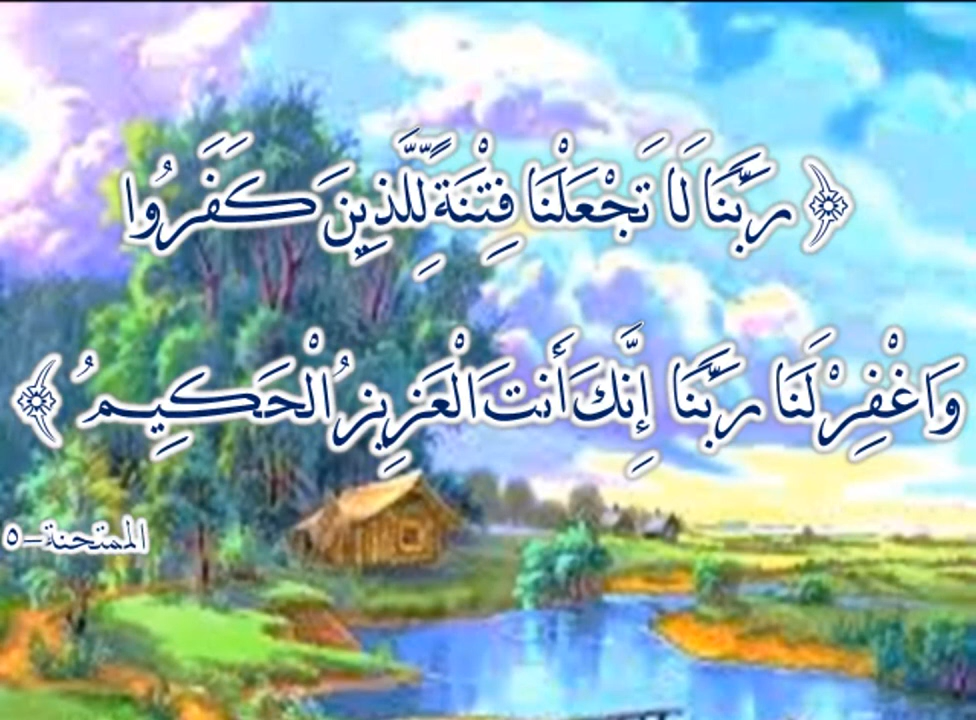 ﴿ رَبَّنَا لَا تَجْعَلْنَا فِتْنَةً لِّلَّذِينَ كَفَرُوا
وَاغْفِرْ لَنَا رَبَّنَا إِنَّكَ أَنتَ الْعَزِيزُ الْحَكِيمُ ﴾
الممتحنة-٥